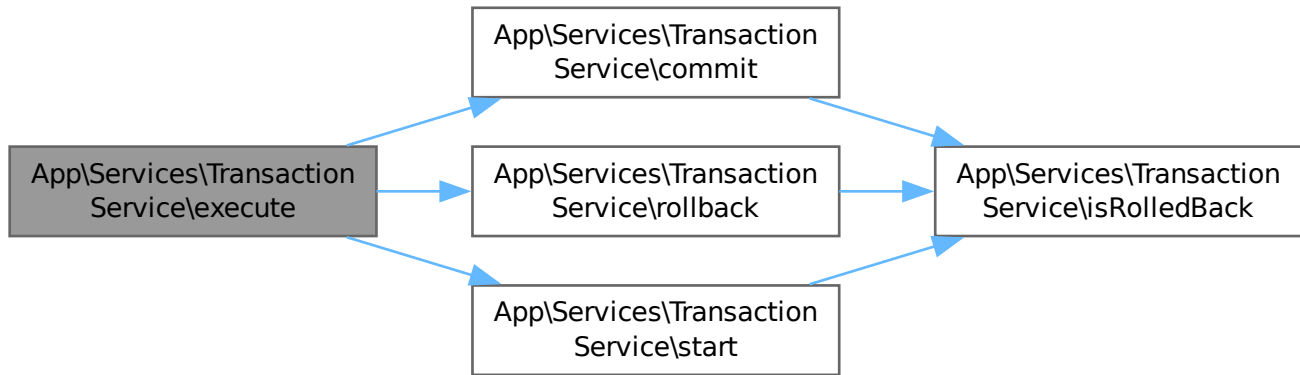 App\Services\Transaction
Service\execute
App\Services\Transaction
Service\commit
App\Services\Transaction
Service\rollback
App\Services\Transaction
Service\start
App\Services\Transaction
Service\isRolledBack